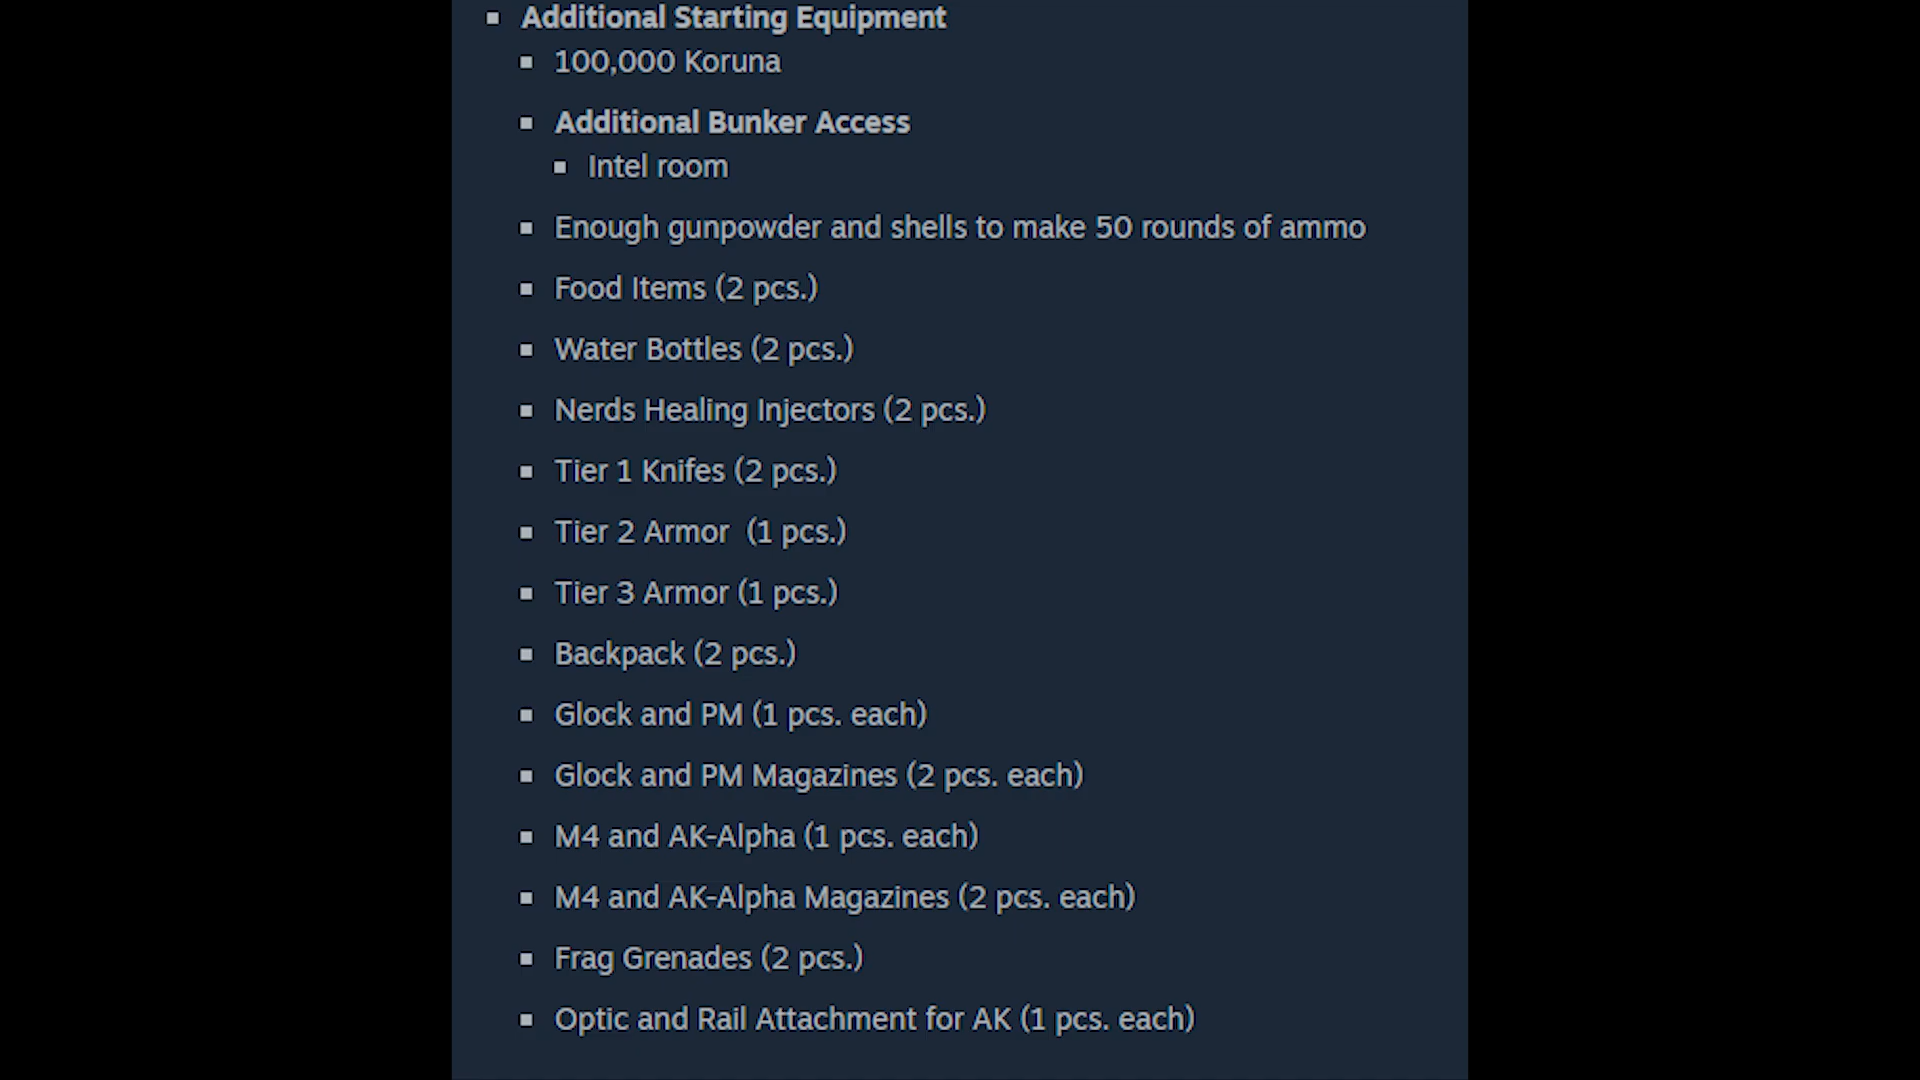 Additional Starting Equipment
100,000 Koruna
Additional Bunker Access
Intel room
Enough gunpowder and shells to make 50 rounds of ammo
Food Items (2 pcs.)
Water Bottles (2 pcs.)
Nerds Healing Injectors (2 pcs.)
Tier 1 Knifes (2 pcs.)
Tier 2 Armor  (1 pcs.)
Tier 3 Armor (1 pcs.)
Backpack (2 pcs.)
Glock and PM (1 pcs. each)
Glock and PM Magazines (2 pcs. each)
M4 and AK-Alpha (1 pcs. each)
M4 and AK-Alpha Magazines (2 pcs. each)
Frag Grenades (2 pcs.)
Optic and Rail Attachment for AK (1 pcs. each)